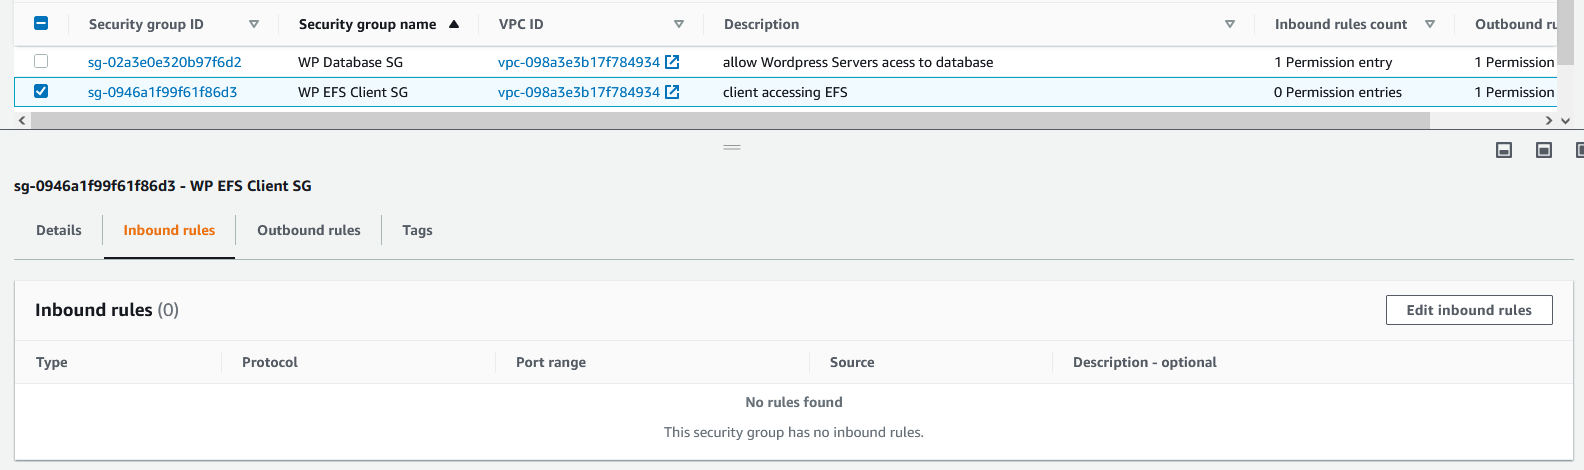 Security group ID Security group name VPC ID Description Inbound rules count Outbound ru
sg-02a3e0e320b97f6d2 WP Database SG vpc-098a3e3b17f784934 allow Wordpress Servers acess to database 1 Permission entry 1 Permission
sg-0946a1f99f61f86d3 WP EFS Client SG vpc-098a3e3b17f784934 client accessing EFS 0 Permission entries 1 Permission
sg-0946a1f99f61f86d3 - WP EFS Client SG
Details Inbound rules Outbound rules Tags
Inbound rules (0) Edit inbound rules
Type Protocol Port range Source Description - optional
No rules found
This security group has no inbound rules.